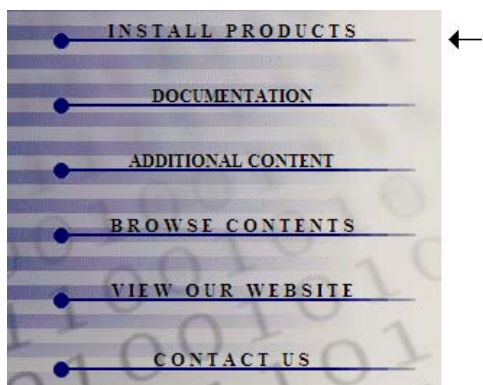 INSTALL PRODUCTS
DOCUMENTATION
ADDITIONAL CONTENT
BROWSE CONTENTS
VIEW OUR WEBSITE
CONTACT US